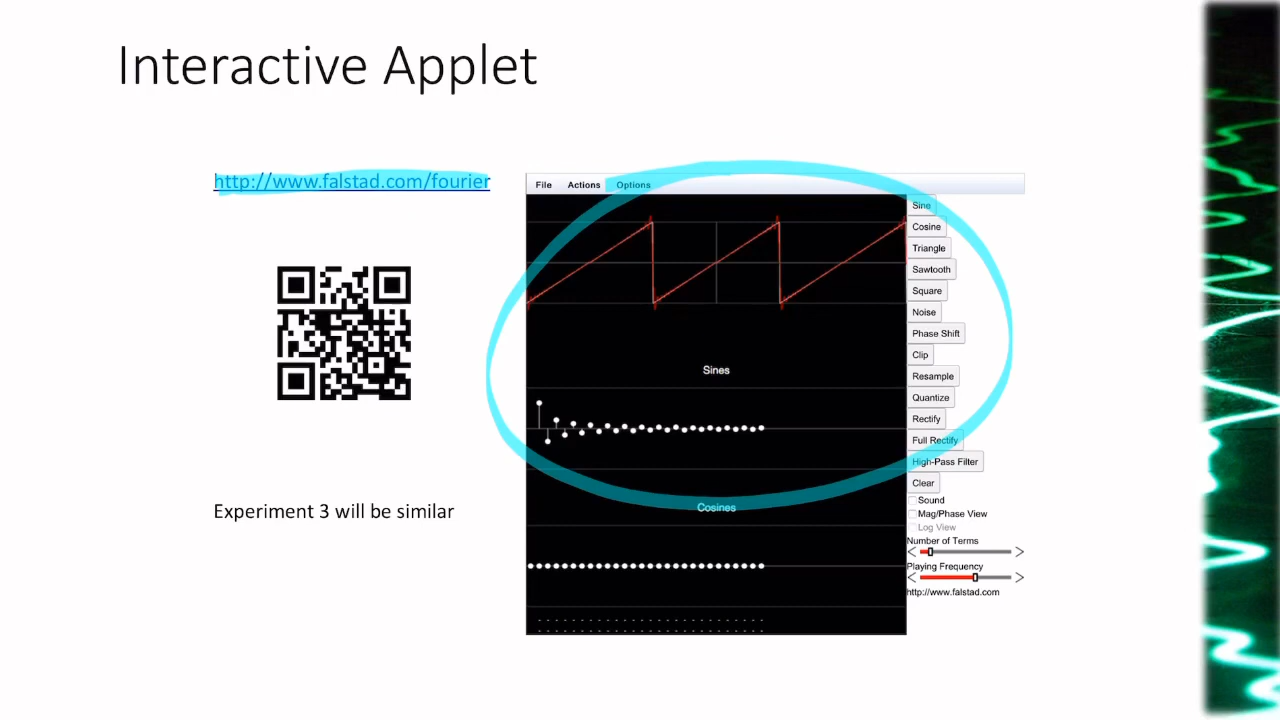 Interactive Applet
http://www.falstad.com/fourier
Experiment 3 will be similar
File Actions Options
Sines
Cosines
Sine
Cosine
Triangle
Sawtooth
Square
Noise
Phase Shift
Clip
Resample
Quantize
Rectify
Full Rectify
High-Pass Filter
Clear
Sound
Mag/Phase View
Log View
Number of Terms
Playing Frequency
http://www.falstad.com